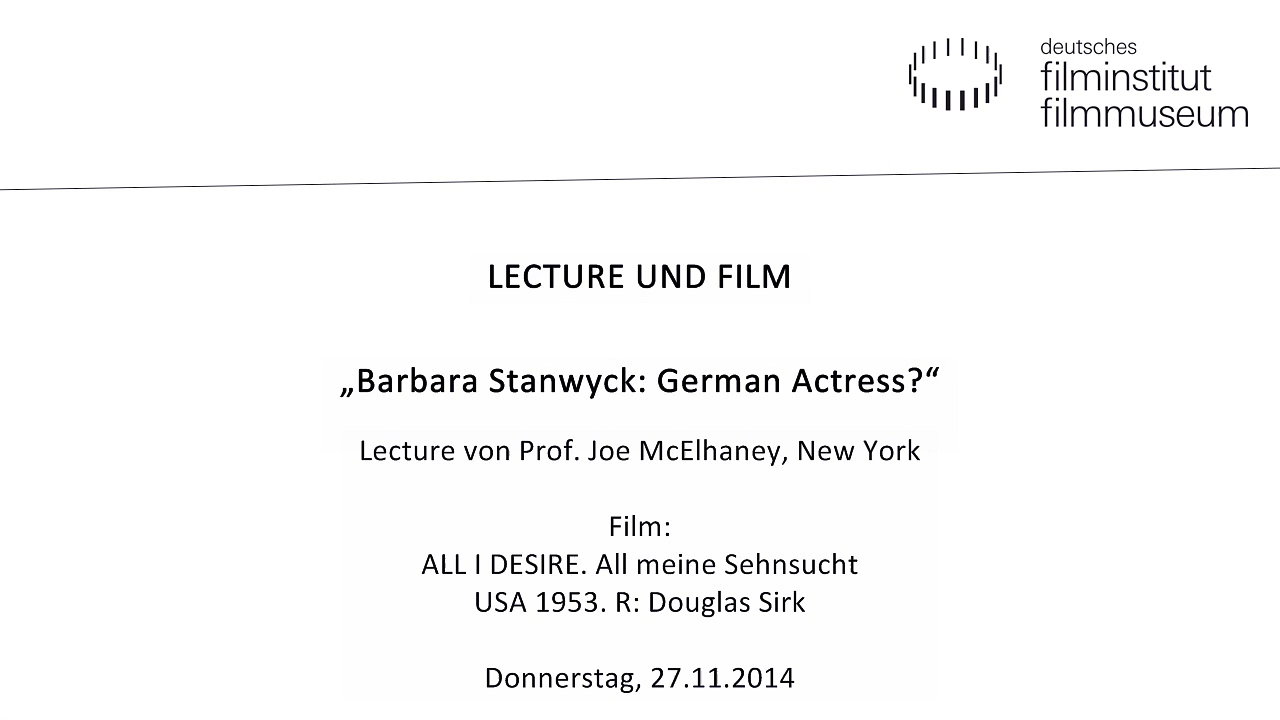 deutsches
filminstitut
filmmuseum
LECTURE UND FILM
„Barbara Stanwyck: German Actress?“
Lecture von Prof. Joe McElhaney, New York
Film:
ALL I DESIRE. All meine Sehnsucht
USA 1953. R: Douglas Sirk
Donnerstag, 27.11.2014